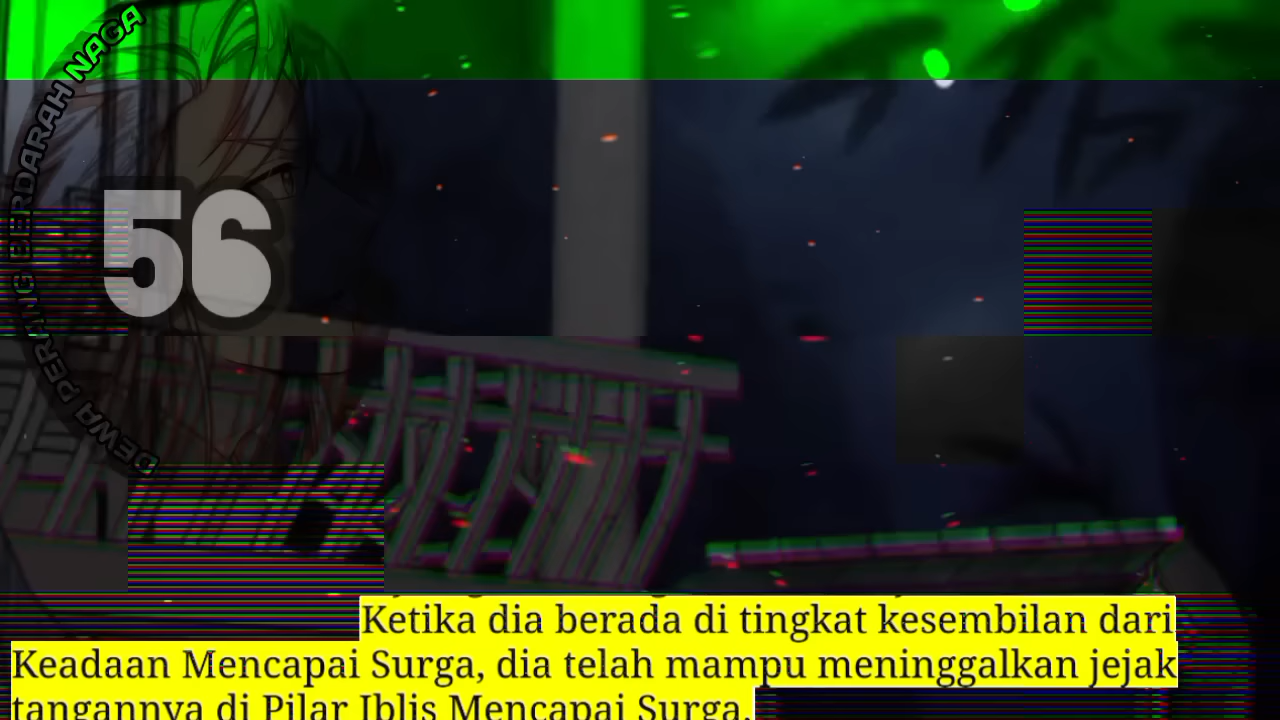 DEWA PERANG BERDARAH NAGA
56
Ketika dia berada di tingkat kesembilan dari
Keadaan Mencapai Surga, dia telah mampu meninggalkan jejak
tangannya di Pilar Iblis Mencapai Surga.